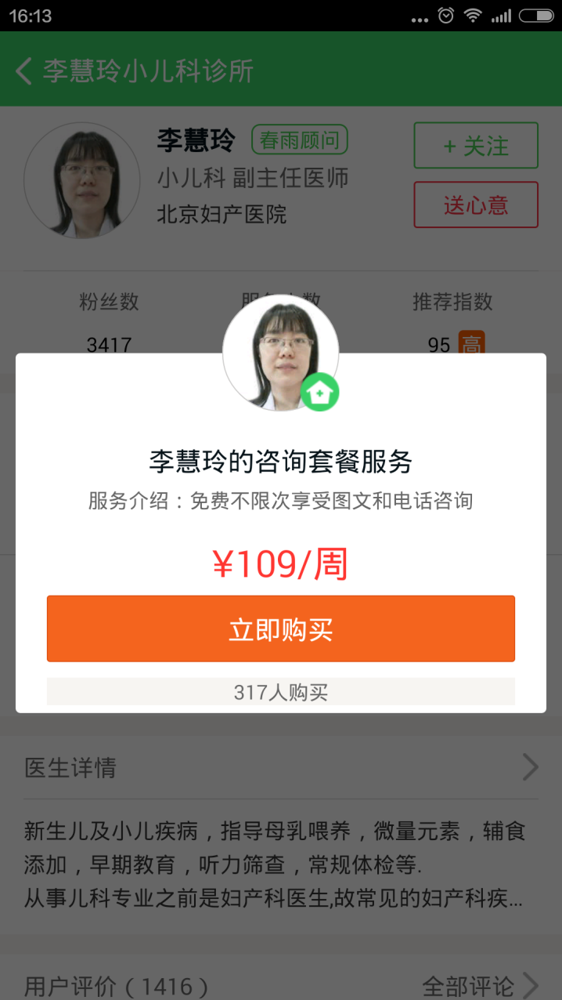 16:13
李慧玲小儿科诊所
李慧玲 春雨顾问
+ 关注
小儿科 副主任医师
送心意
北京妇产医院
粉丝数 服务人数 推荐指数
3417 95 高
李慧玲的咨询套餐服务
服务介绍：免费不限次享受图文和电话咨询
¥109/周
立即购买
317人购买
医生详情
新生儿及小儿疾病，指导母乳喂养，微量元素，辅食
添加，早期教育，听力筛查，常规体检等.
从事儿科专业之前是妇产科医生,故常见的妇产科疾...
用户评价（1416） 全部评论